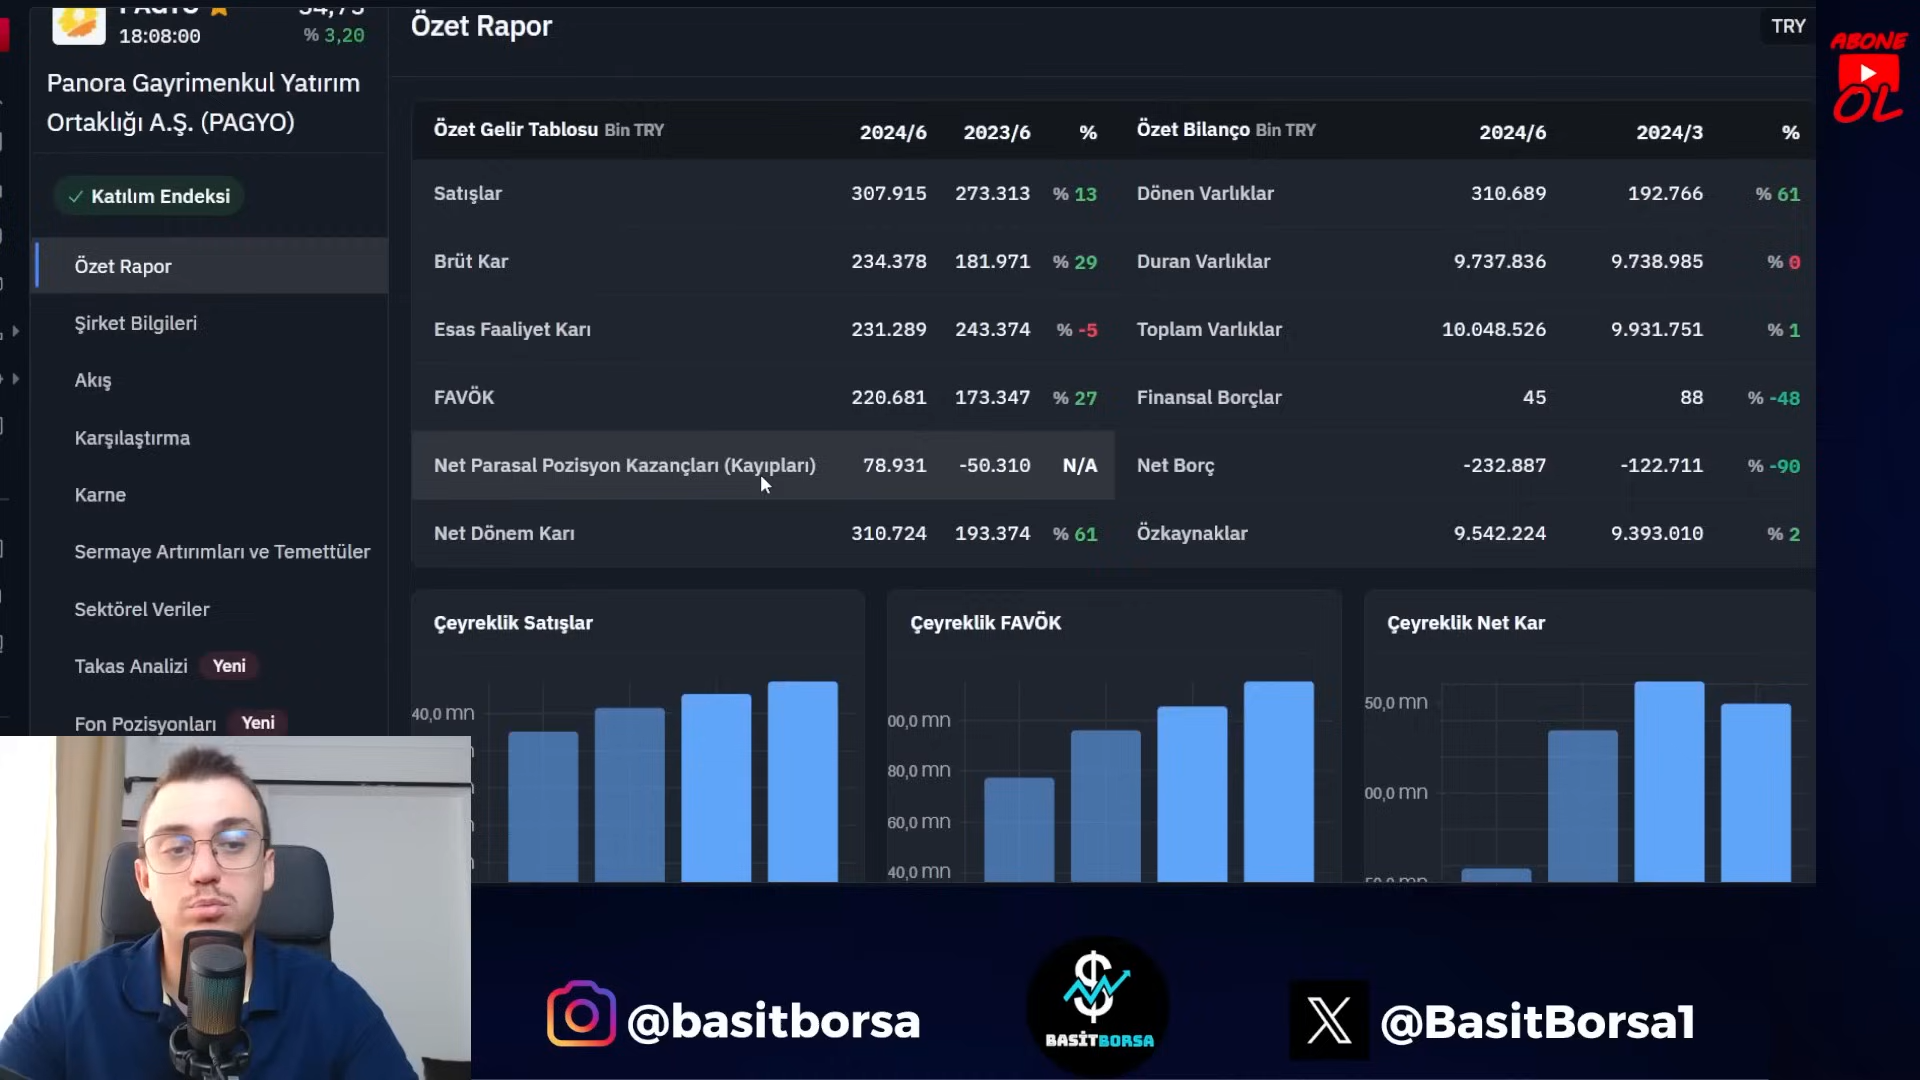 PAGYO
18:08:00
% 3,20
Panora Gayrimenkul Yatırım
Ortaklığı A.Ş. (PAGYO)
Katılım Endeksi
Özet Rapor
Şirket Bilgileri
Akış
Karşılaştırma
Karne
Sermaye Artırımları ve Temettüler
Sektörel Veriler
Takas Analizi Yeni
Fon Pozisyonları Yeni
Özet Rapor
TRY
Özet Gelir Tablosu Bin TRY 2024/6 2023/6 %
Satışlar 307.915 273.313 % 13
Brüt Kar 234.378 181.971 % 29
Esas Faaliyet Karı 231.289 243.374 % -5
FAVÖK 220.681 173.347 % 27
Net Parasal Pozisyon Kazançları (Kayıpları) 78.931 -50.310 N/A
Net Dönem Karı 310.724 193.374 % 61
Özet Bilanço Bin TRY 2024/6 2024/3 %
Dönen Varlıklar 310.689 192.766 % 61
Duran Varlıklar 9.737.836 9.738.985 % 0
Toplam Varlıklar 10.048.526 9.931.751 % 1
Finansal Borçlar 45 88 % -48
Net Borç -232.887 -122.711 % -90
Özkaynaklar 9.542.224 9.393.010 % 2
Çeyreklik Satışlar
40,0 mn
Çeyreklik FAVÖK
00,0 mn
80,0 mn
60,0 mn
40,0 mn
Çeyreklik Net Kar
50,0 mn
00,0 mn
ABONE
OL
@basitborsa
BASİTBORSA
@BasitBorsa1